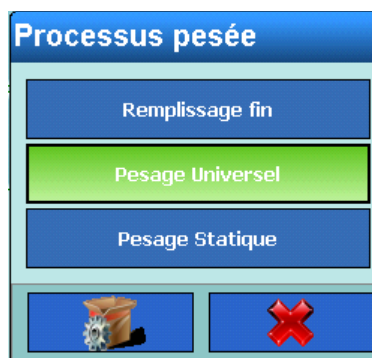 Processus pesée
Remplissage fin
Pesage Universel
Pesage Statique